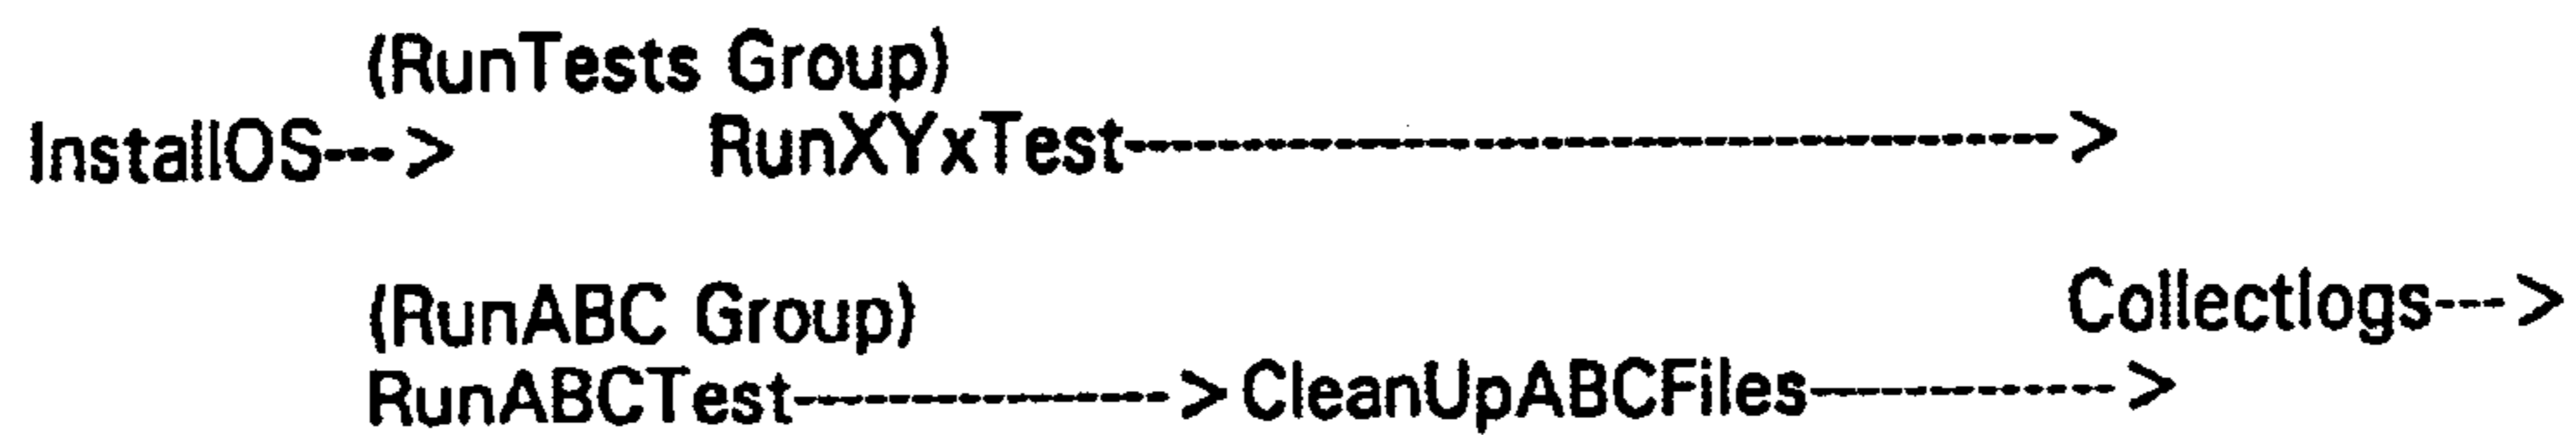 (RunTests Group)
InstallOS---> RunXYxTest------------------------------>
(RunABC Group)
Collectlogs--->
RunABCTest---------------->CleanUpABCFiles------------>